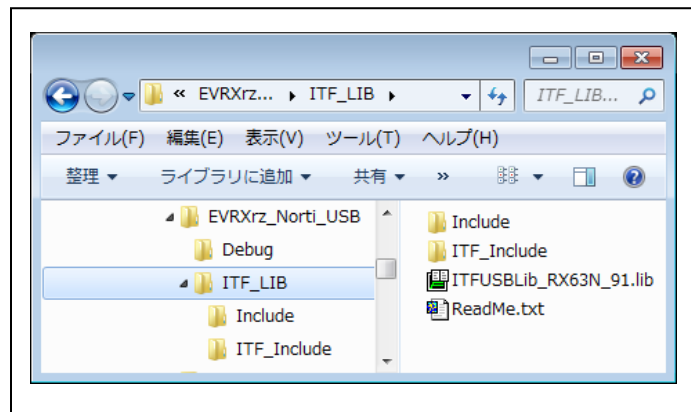 « EVRXrz... ▸ ITF_LIB ▸ ITF_LIB...
ファイル(F) 編集(E) 表示(V) ツール(T) ヘルプ(H)
整理 ▼ ライブラリに追加 ▼ 共有 ▼ »
EVRXrz_Norti_USB
Debug
ITF_LIB
Include
ITF_Include
Include
ITF_Include
ITFUSBLib_RX63N_91.lib
ReadMe.txt